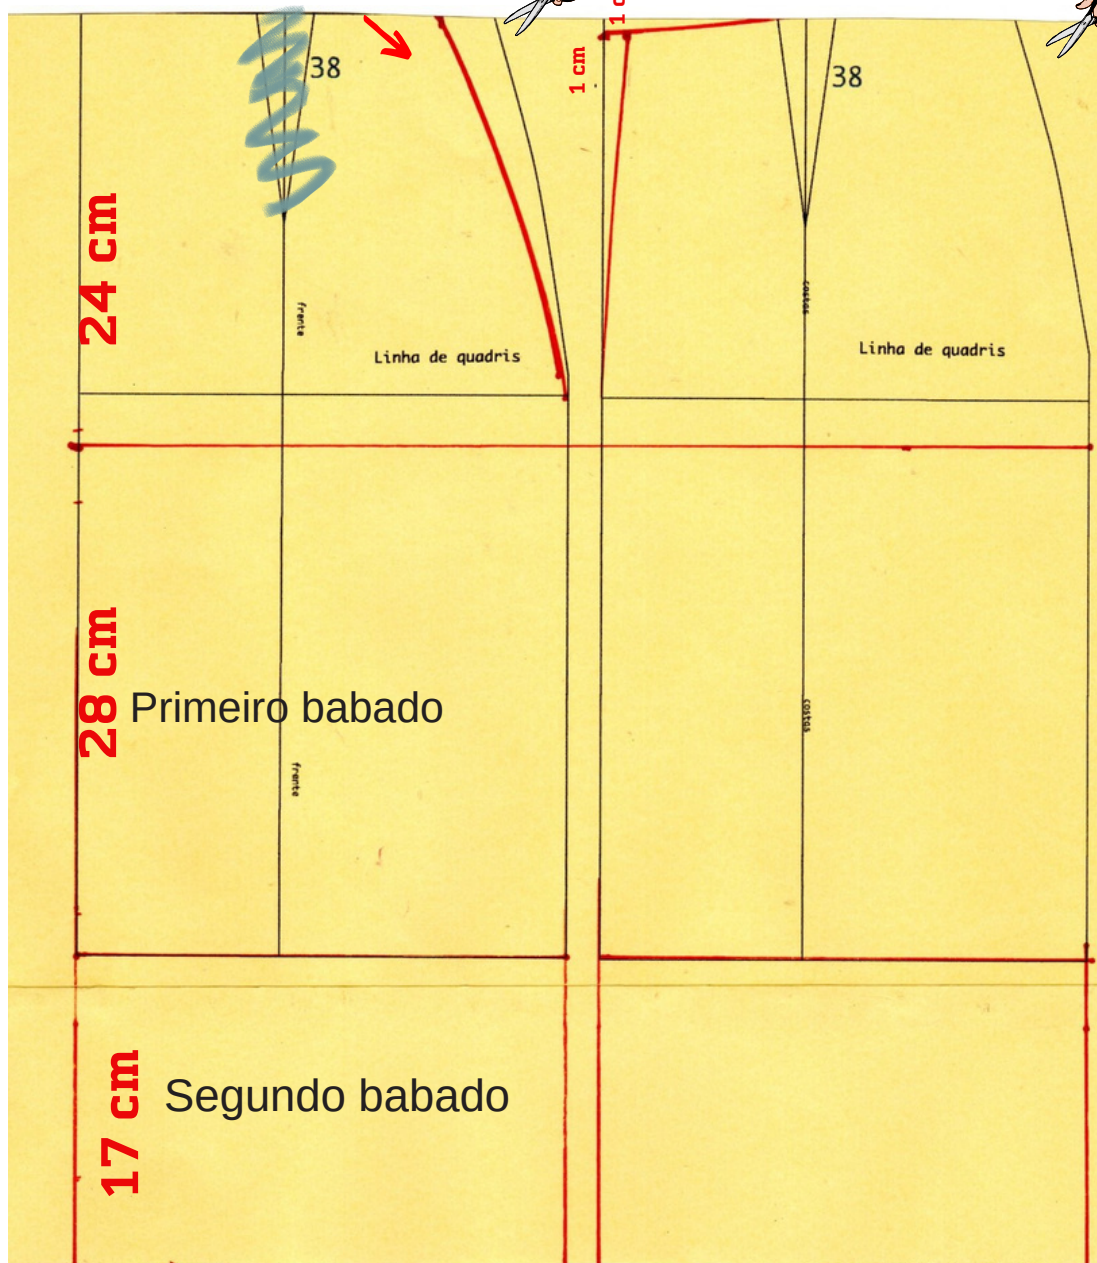 1 c
1 cm
38
38
24 cm
frente
costas
Linha de quadris
Linha de quadris
28 cm
Primeiro babado
costas
frente
17 cm
Segundo babado